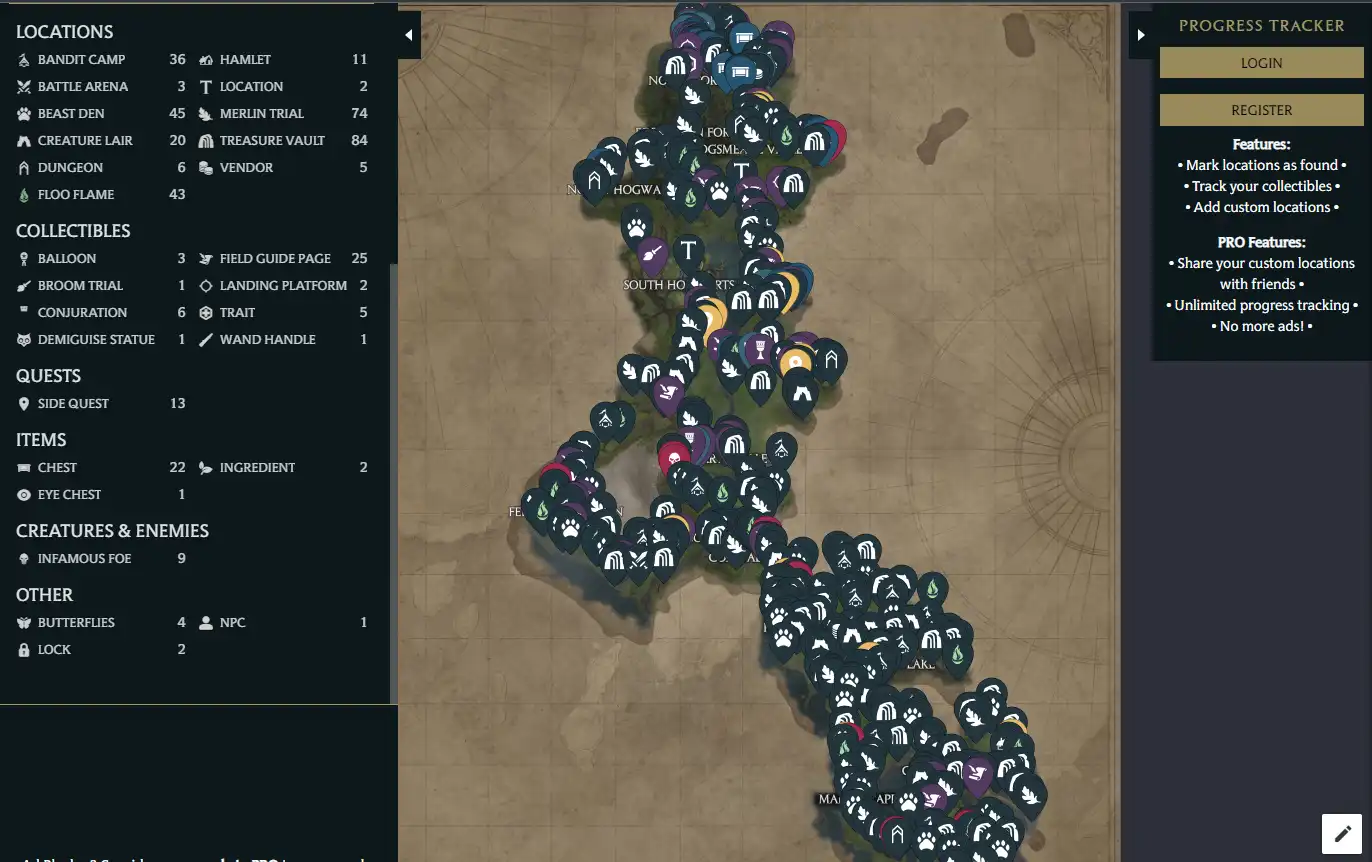 LOCATIONS
BANDIT CAMP 36 HAMLET 11
BATTLE ARENA 3 LOCATION 2
BEAST DEN 45 MERLIN TRIAL 74
CREATURE LAIR 20 TREASURE VAULT 84
DUNGEON 6 VENDOR 5
FLOO FLAME 43
COLLECTIBLES
BALLOON 3 FIELD GUIDE PAGE 25
BROOM TRIAL 1 LANDING PLATFORM 2
CONJURATION 6 TRAIT 5
DEMIGUISE STATUE 1 WAND HANDLE 1
QUESTS
SIDE QUEST 13
ITEMS
CHEST 22 INGREDIENT 2
EYE CHEST 1
CREATURES & ENEMIES
INFAMOUS FOE 9
OTHER
BUTTERFLIES 4 NPC 1
LOCK 2
T
T
LAKE
PROGRESS TRACKER
LOGIN
REGISTER
Features:
• Mark locations as found •
• Track your collectibles •
• Add custom locations •
PRO Features:
• Share your custom locations
with friends •
• Unlimited progress tracking •
• No more ads! •